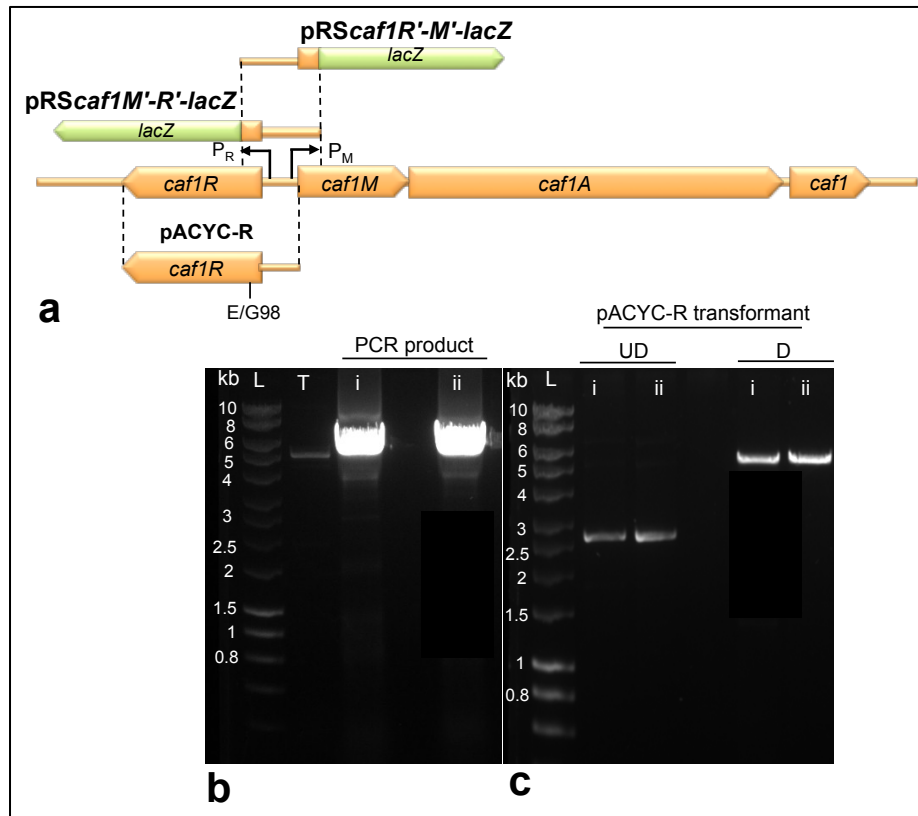 pRScaf1R'-M'-lacZ
lacZ
pRScaf1M'-R'-lacZ
lacZ
PR
PM
caf1R
caf1M
caf1A
caf1
pACYC-R
caf1R
E/G98
a
pACYC-R transformant
PCR product
UD
D
kb
L
T
i
ii
10
8
6
5
4
3
2.5
2
1.5
1
0.8
b
kb
L
i
ii
i
ii
10
8
6
5
4
3
2.5
2
1.5
1
0.8
c